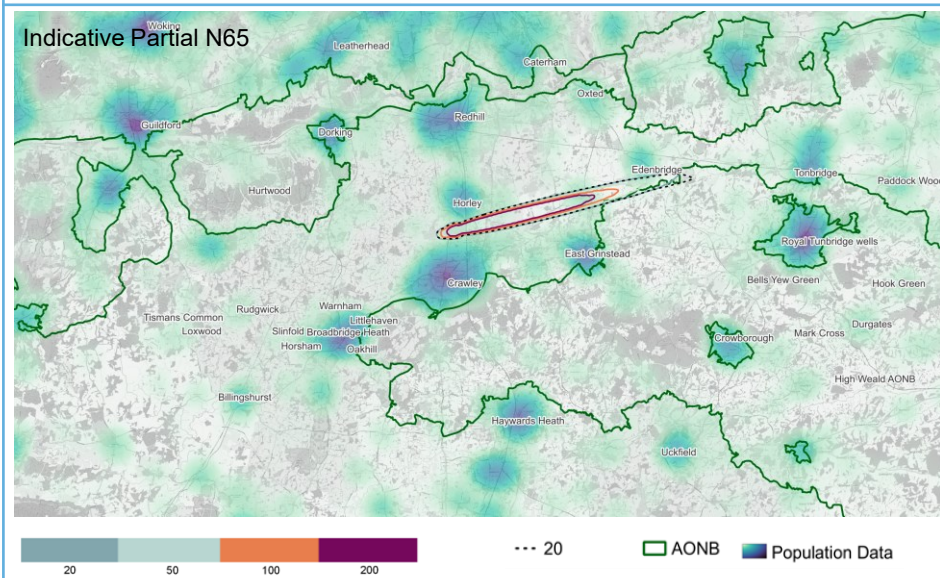 Woking
Indicative Partial N65
Leatherhead
Caterham
Oxted
Guildford
Redhill
Dorking
Edenbridge
Tonbridge
Paddock Wood
Hurtwood
Horley
Royal Tunbridge wells
East Grinstead
Bells Yew Green
Hook Green
Crawley
Rudgwick
Warnham
Tismans Common
Littlehaven
Loxwood
Slinfold Broadbridge Heath
Durgates
Mark Cross
Crowborough
Horsham
Oakhill
High Weald AONB
Billingshurst
Haywards Heath
Uckfield
20 50 100 200
20
AONB
Population Data